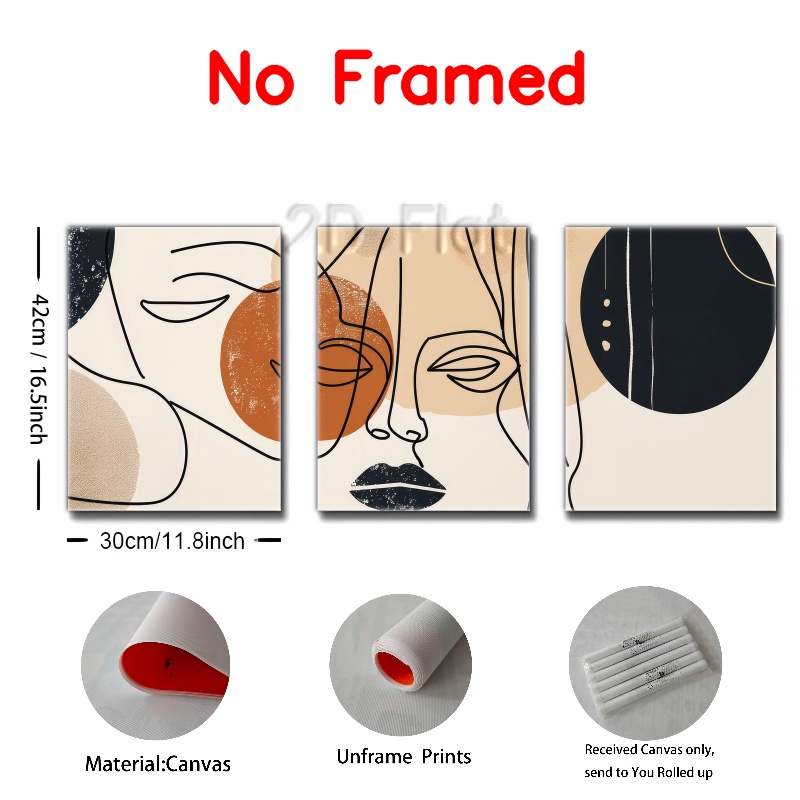 No Framed
2D Flat
42cm / 16.5inch
30cm/11.8inch
Material:Canvas
Unframe Prints
Received Canvas only,
send to You Rolled up